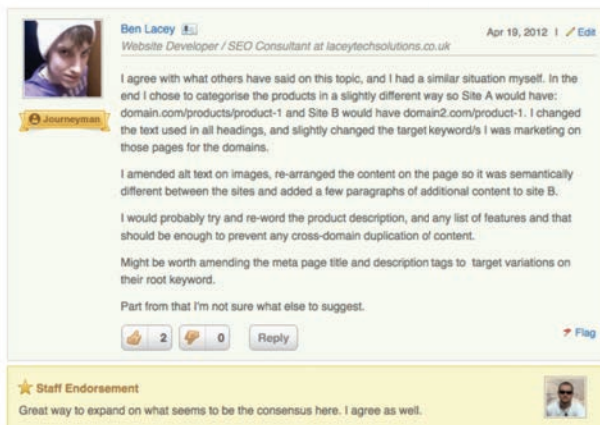 Ben Lacey
Apr 19, 2012 | Edit
Website Developer / SEO Consultant at laceytechsolutions.co.uk
Journeyman
I agree with what others have said on this topic, and I had a similar situation myself. In the
end I chose to categorise the products in a slightly different way so Site A would have:
domain.com/products/product-1 and Site B would have domain2.com/product-1. I changed
the text used in all headings, and slightly changed the target keyword/s I was marketing on
those pages for the domains.
I amended alt text on images, re-arranged the content on the page so it was semantically
different between the sites and added a few paragraphs of additional content to site B.
I would probably try and re-word the product description, and any list of features and that
should be enough to prevent any cross-domain duplication of content.
Might be worth amending the meta page title and description tags to target variations on
their root keyword.
Part from that I'm not sure what else to suggest.
2 0 Reply
Flag
Staff Endorsement
Great way to expand on what seems to be the consensus here. I agree as well.